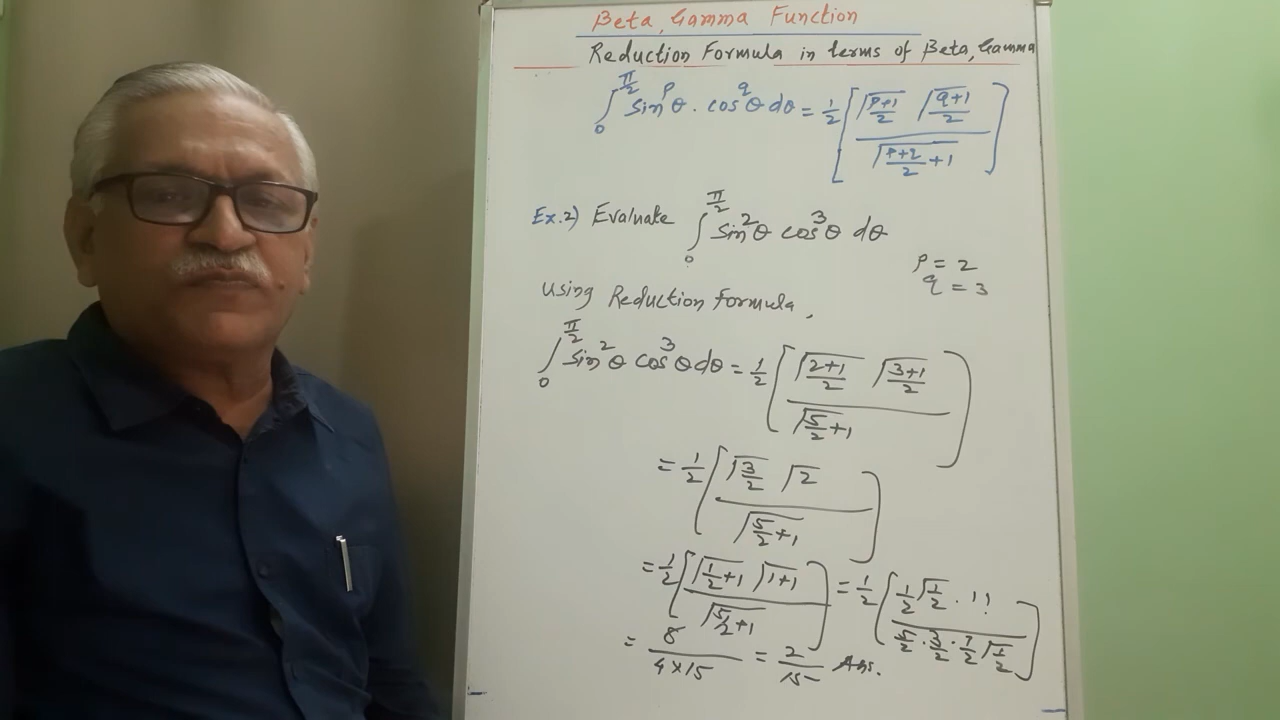 Beta, Gamma Function
Reduction Formula in terms of Beta, Gamma
∫₀^{π/2} sin^p θ · cos^q θ dθ = 1/2 [ Γ((p+1)/2) Γ((q+1)/2) / Γ((p+q)/2 + 1) ]
Ex. 2) Evaluate ∫₀^{π/2} sin²θ cos³θ dθ
p = 2
q = 3
Using Reduction Formula,
∫₀^{π/2} sin²θ cos³θ dθ = 1/2 [ Γ((2+1)/2) Γ((3+1)/2) / Γ(5/2 + 1) ]
= 1/2 [ Γ(3/2) Γ2 / Γ(5/2 + 1) ]
= 1/2 [ Γ(1/2 + 1) Γ(1+1) / Γ(5/2 + 1) ] = 1/2 [ 1/2 Γ(1/2) · 1! / 5/2 · 3/2 · 1/2 Γ(1/2) ]
= 8 / 4×15 = 2/15 Ans.